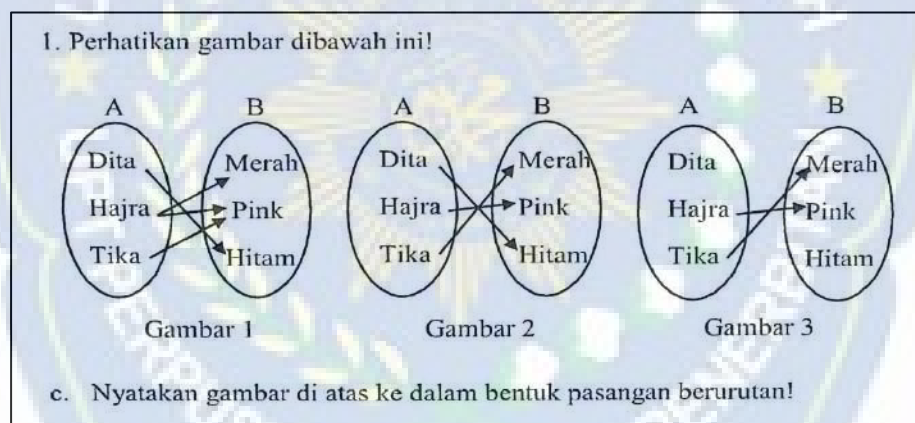 1. Perhatikan gambar dibawah ini!
A B A B A B
Dita Merah Dita Merah Dita Merah
Hajra Pink Hajra Pink Hajra Pink
Tika Hitam Tika Hitam Tika Hitam
Gambar 1 Gambar 2 Gambar 3
c. Nyatakan gambar di atas ke dalam bentuk pasangan berurutan!